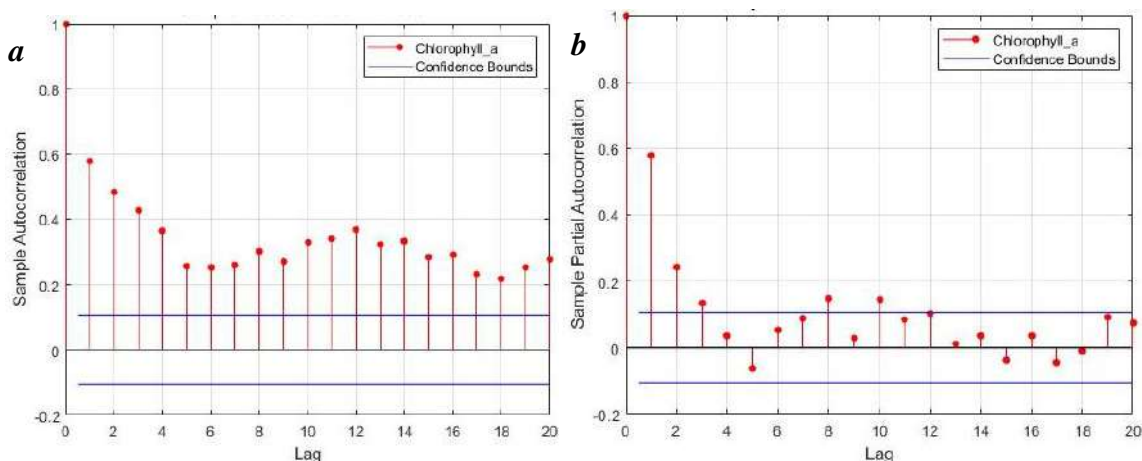 a
Sample Autocorrelation
1
0.8
0.6
0.4
0.2
0
-0.2
0 2 4 6 8 10 12 14 16 18 20
Lag
Chlorophyll_a
Confidence Bounds
b
Sample Partial Autocorrelation
1
0.8
0.6
0.4
0.2
0
-0.2
0 2 4 6 8 10 12 14 16 18 20
Lag
Chlorophyll_a
Confidence Bounds